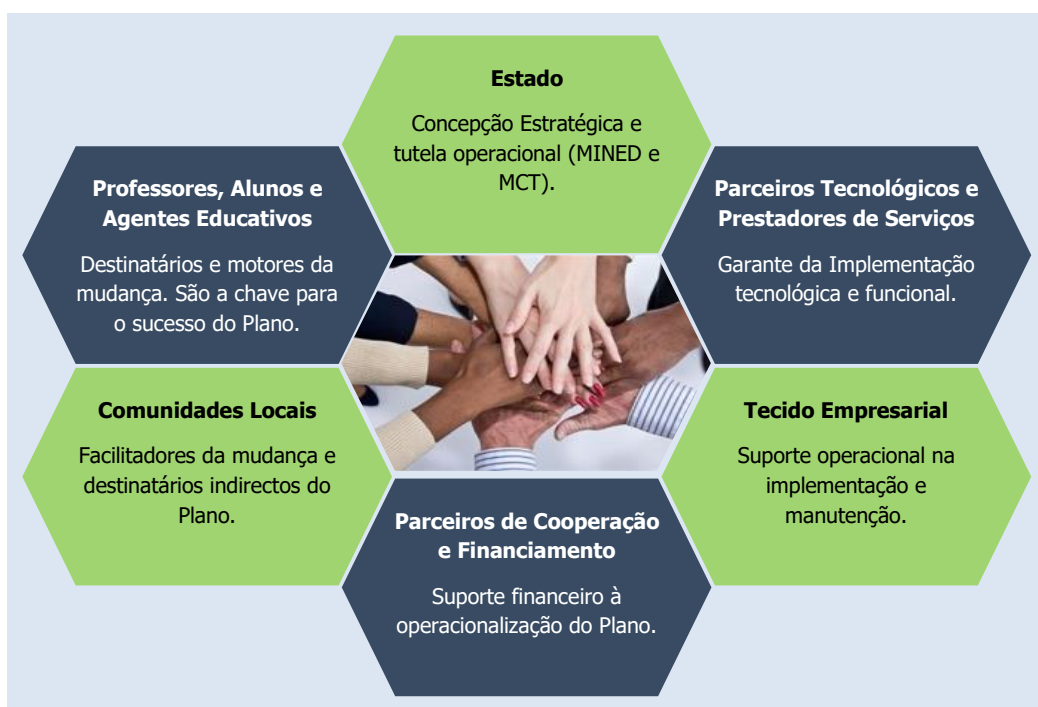 Estado
Concepção Estratégica e
tutela operacional (MINED e
MCT).
Professores, Alunos e
Agentes Educativos
Destinatários e motores da
mudança. São a chave para
o sucesso do Plano.
Parceiros Tecnológicos e
Prestadores de Serviços
Garante da Implementação
tecnológica e funcional.
Comunidades Locais
Facilitadores da mudança e
destinatários indirectos do
Plano.
Tecido Empresarial
Suporte operacional na
implementação e
manutenção.
Parceiros de Cooperação
e Financiamento
Suporte financeiro à
operacionalização do Plano.